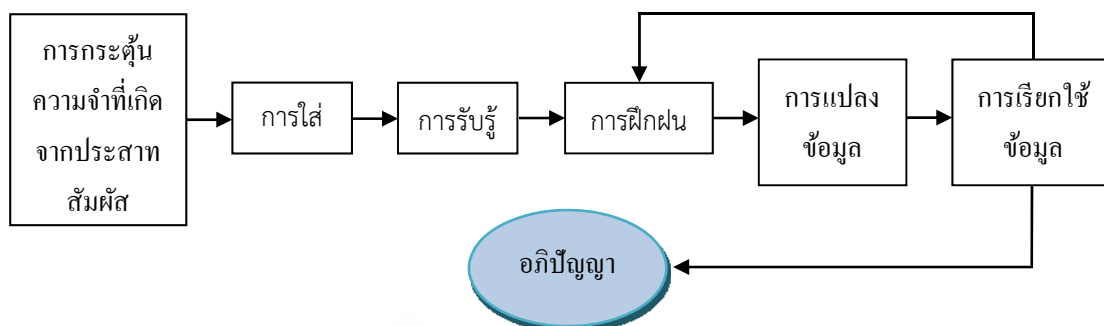 การกระตุ้น
ความจำที่เกิด
จากประสาท
สัมผัส
การใส่
การรับรู้
การฝึกฝน
การแปลง
ข้อมูล
การเรียกใช้
ข้อมูล
อภิปัญญา